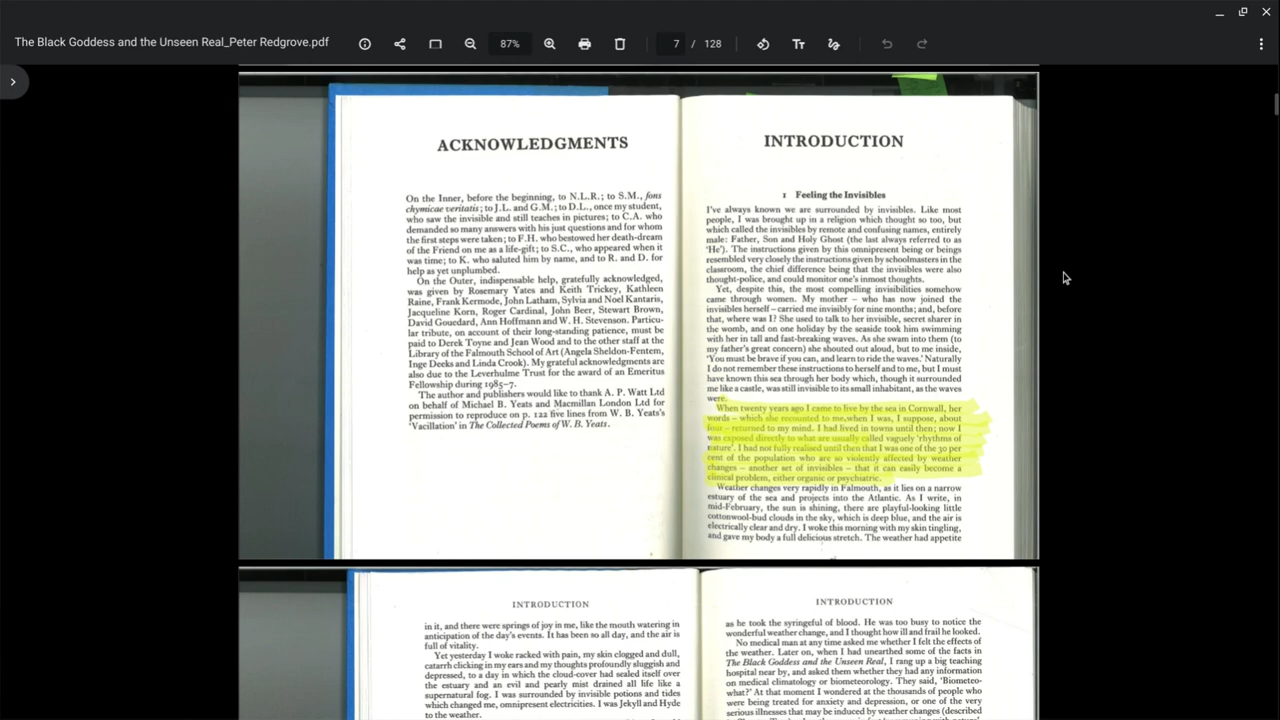 The Black Goddess and the Unseen Real_Peter Redgrove.pdf
87%
7 / 128
ACKNOWLEDGMENTS
On the Inner, before the beginning, to N.L.R.; to S.M., fons
chymicae veritatis; to J.L. and G.M.; to D.L., once my student,
who saw the invisible and still teaches in pictures; to C.A. who
demanded so many answers with his just questions and for whom
the first steps were taken; to F.H. who bestowed her death-dream
of the Friend on me as a life-gift; to S.C., who appeared when it
was time; to K. who saluted him by name, and to R. and D. for
help as yet unplumbed.
On the Outer, indispensable help, gratefully acknowledged,
was given by Rosemary Yates and Keith Trickey, Kathleen
Raine, Frank Kermode, John Latham, Sylvia and Noel Kantaris,
Jacqueline Korn, Roger Cardinal, John Beer, Stewart Brown,
David Gouedard, Ann Hoffmann and W. H. Stevenson. Particu-
lar tribute, on account of their long-standing patience, must be
paid to Derek Toyne and Jean Wood and to the other staff at the
Library of the Falmouth School of Art (Angela Sheldon-Fentem,
Inge Deeks and Linda Crook). My grateful acknowledgments are
also due to the Leverhulme Trust for the award of an Emeritus
Fellowship during 1985–7.
The author and publishers would like to thank A. P. Watt Ltd
on behalf of Michael B. Yeats and Macmillan London Ltd for
permission to reproduce on p. 122 five lines from W. B. Yeats's
'Vacillation' in The Collected Poems of W. B. Yeats.
INTRODUCTION
1 Feeling the Invisibles
I've always known we are surrounded by invisibles. Like most
people, I was brought up in a religion which thought so too, but
which called the invisibles by remote and confusing names, entirely
male: Father, Son and Holy Ghost (the last always referred to as
'He'). The instructions given by this omnipresent being or beings
resembled very closely the instructions given by schoolmasters in the
classroom, the chief difference being that the invisibles were also
thought-police, and could monitor one's inmost thoughts.
Yet, despite this, the most compelling invisibilities somehow
came through women. My mother – who has now joined the
invisibles herself – carried me invisibly for nine months; and, before
that, where was I? She used to talk to her invisible, secret sharer in
the womb, and on one holiday by the seaside took him swimming
with her in tall and fast-breaking waves. As she swam into them (to
my father's great concern) she shouted out aloud, but to me inside,
'You must be brave if you can, and learn to ride the waves.' Naturally
I do not remember these instructions to herself and to me, but I must
have known this sea through her body which, though it surrounded
me like a castle, was still invisible to its small inhabitant, as the waves
were.
When twenty years ago I came to live by the sea in Cornwall, her
words – which she recounted to me,when I was, I suppose, about
four – returned to my mind. I had lived in towns until then; now I
was exposed directly to what are usually called vaguely 'rhythms of
nature'. I had not fully realised until then that I was one of the 30 per
cent of the population who are so violently affected by weather
changes – another set of invisibles – that it can easily become a
clinical problem, either organic or psychiatric.
Weather changes very rapidly in Falmouth, as it lies on a narrow
estuary of the sea and projects into the Atlantic. As I write, in
mid-February, the sun is shining, there are playful-looking little
cottonwool-bud clouds in the sky, which is deep blue, and the air is
electrically clear and dry. I woke this morning with my skin tingling,
and gave my body a full delicious stretch. The weather had appetite
INTRODUCTION
in it, and there were springs of joy in me, like the mouth watering in
anticipation of the day's events. It has been so all day, and the air is
full of vitality.
Yet yesterday I woke racked with pain, my skin clogged and dull,
catarrh clicking in my ears and my thoughts profoundly sluggish and
depressed, to a day in which the cloud-cover had sealed itself over
the estuary and an evil and pearly mist drained all life like a
supernatural fog. I was surrounded by invisible potions and tides
which changed me, omnipresent electricities. I was Jekyll and Hyde
to the weather.
INTRODUCTION
as he took the syringeful of blood. He was too busy to notice the
wonderful weather change, and I thought how ill and frail he looked.
No medical man at any time asked me whether I felt the effects of
the weather. Later on, when I had unearthed some of the facts in
The Black Goddess and the Unseen Real, I rang up a big teaching
hospital near by, and asked them whether they had any information
on medical climatology or biometeorology. They said, 'Biometeo-
what?' At that moment I wondered at the thousands of people who
were being treated for anxiety and depression, or one of the very
serious illnesses that may be induced by weather changes (described